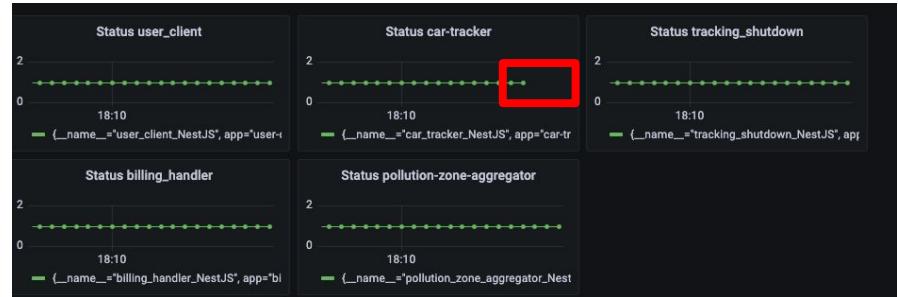 Status user_client
2
0
18:10
{__name__="user_client_NestJS", app="user-
Status car-tracker
2
0
18:10
{__name__="car_tracker_NestJS", app="car-tr
Status tracking_shutdown
2
0
18:10
{__name__="tracking_shutdown_NestJS", app
Status billing_handler
2
0
18:10
{__name__="billing_handler_NestJS", app="bi
Status pollution-zone-aggregator
2
0
18:10
{__name__="pollution_zone_aggregator_Nest